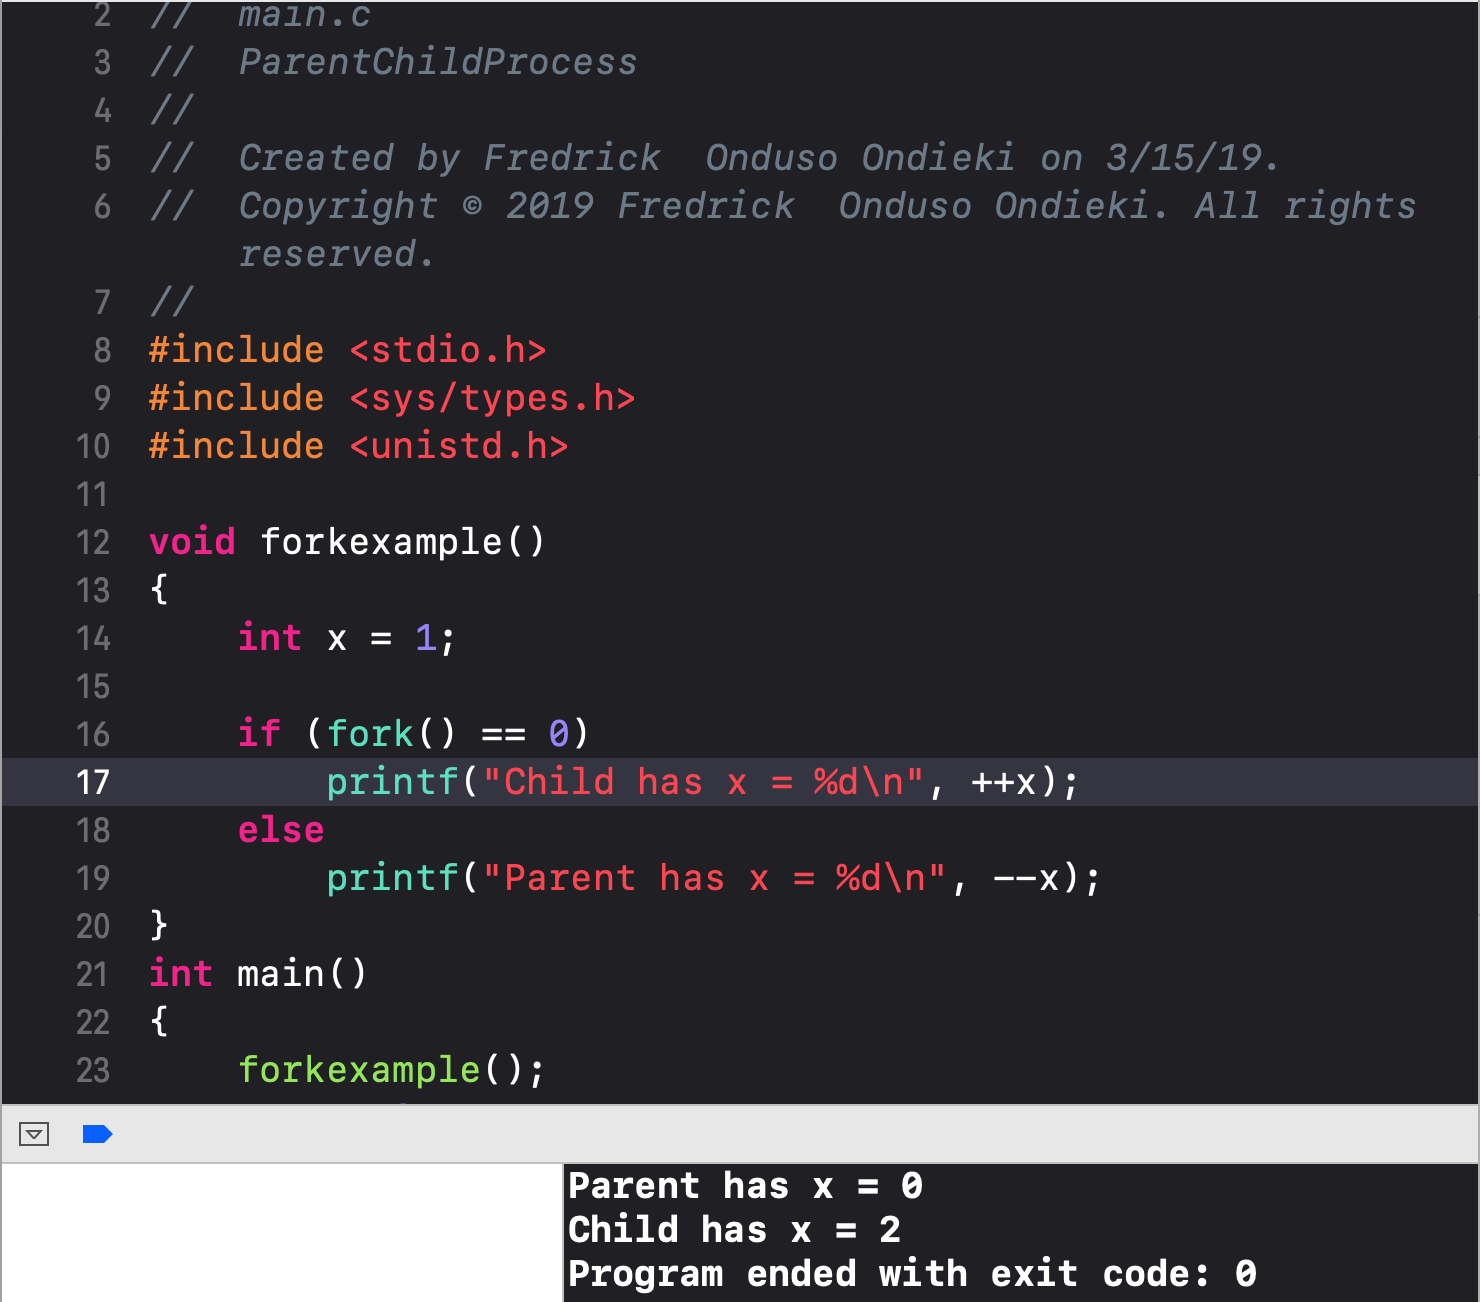 2 // main.c
3 // ParentChildProcess
4 //
5 // Created by Fredrick  Onduso Ondieki on 3/15/19.
6 // Copyright © 2019 Fredrick  Onduso Ondieki. All rights
reserved.
7 //
8 #include <stdio.h>
9 #include <sys/types.h>
10 #include <unistd.h>
11
12 void forkexample()
13 {
14     int x = 1;
15
16     if (fork() == 0)
17         printf("Child has x = %d\n", ++x);
18     else
19         printf("Parent has x = %d\n", --x);
20 }
21 int main()
22 {
23     forkexample();
Parent has x = 0
Child has x = 2
Program ended with exit code: 0